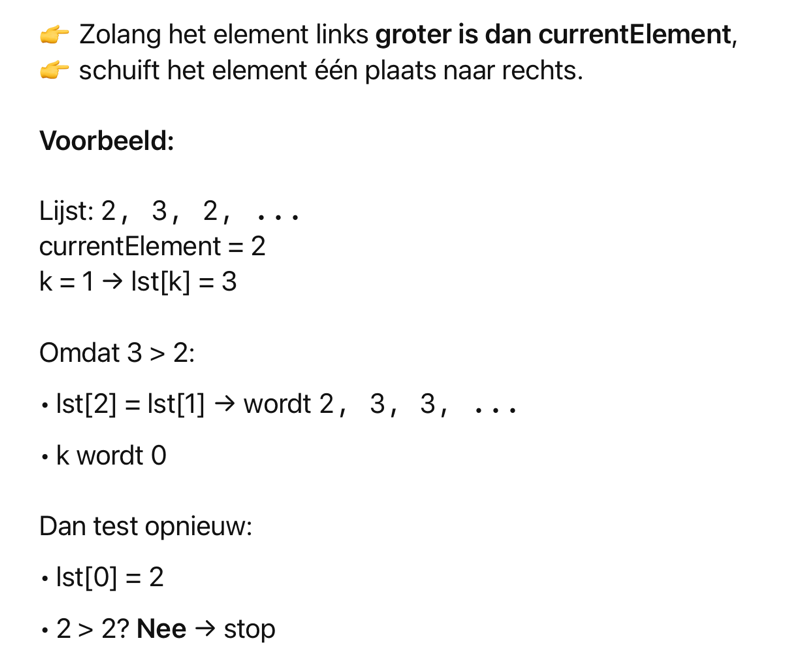 👉 Zolang het element links groter is dan currentElement,
👉 schuift het element één plaats naar rechts.
Voorbeeld:
Lijst: 2, 3, 2, ...
currentElement = 2
k = 1 → lst[k] = 3
Omdat 3 > 2:
• lst[2] = lst[1] → wordt 2, 3, 3, ...
• k wordt 0
Dan test opnieuw:
• lst[0] = 2
• 2 > 2? Nee → stop